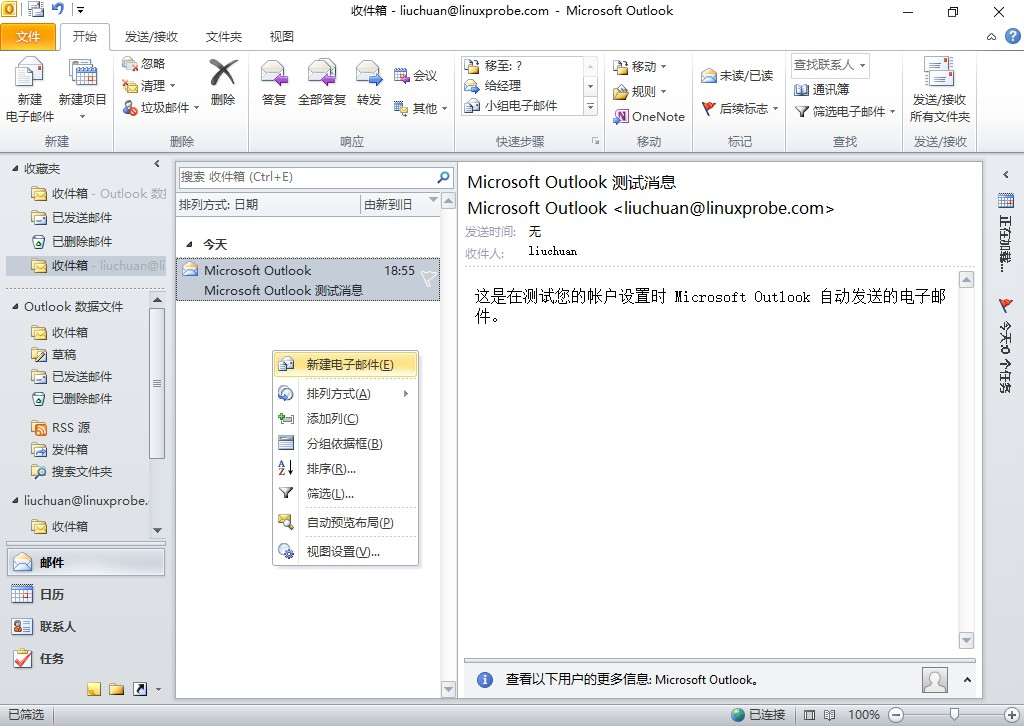 收件箱 - liuchuan@linuxprobe.com - Microsoft Outlook
文件 开始 发送/接收 文件夹 视图
新建
电子邮件
新建项目
新建
忽略
清理
垃圾邮件
删除
删除
答复 全部答复 转发
会议
其他
响应
移至: ?
给经理
小组电子邮件
快速步骤
移动
规则
OneNote
移动
未读/已读
后续标志
标记
查找联系人
通讯簿
筛选电子邮件
查找
发送/接收
所有文件夹
发送/接收
收藏夹
收件箱 - Outlook 数据
已发送邮件
已删除邮件
收件箱 - liuchuan@li
Outlook 数据文件
收件箱
草稿
已发送邮件
已删除邮件
RSS 源
发件箱
搜索文件夹
liuchuan@linuxprobe.
收件箱
邮件
日历
联系人
任务
搜索 收件箱 (Ctrl+E)
排列方式: 日期 由新到旧
今天
Microsoft Outlook 18:55
Microsoft Outlook 测试消息
新建电子邮件(E)
排列方式(A)
添加列(C)
分组依据框(B)
排序(R)...
筛选(L)...
自动预览布局(P)
视图设置(V)...
Microsoft Outlook 测试消息
Microsoft Outlook <liuchuan@linuxprobe.com>
发送时间: 无
收件人: liuchuan
这是在测试您的帐户设置时 Microsoft Outlook 自动发送的电子邮
件。
查看以下用户的更多信息: Microsoft Outlook。
正在加载...
今天:0 个任务
已筛选 已连接 100%